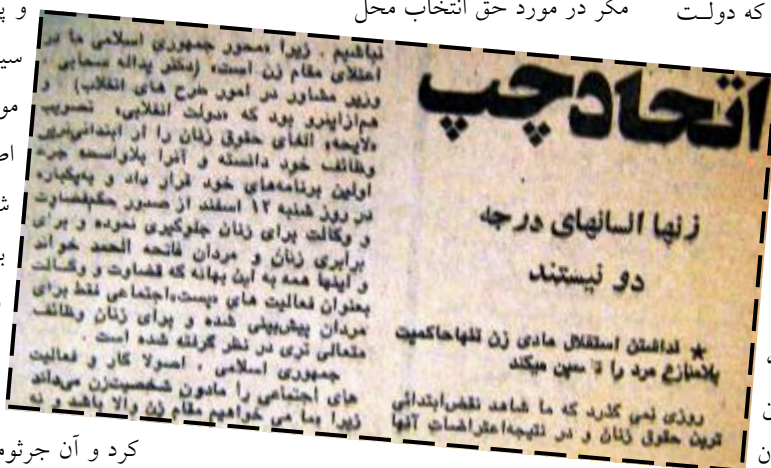 که دولت
مگر در مورد حق انتخاب محل
و
اتحاد چپ
زنها انسانهای درجه
دو نیستند
★ نداشتن استقلال مادی زن تنها حاکمیت
بلامنازع مرد را تامین میکند
روزی نمی گذرد که ما شاهد نقض ابتدائی
ترین حقوق زنان و در نتیجه اعتراضات آنها
نباشیم . زیرا «محور جمهوری اسلامی ما در
اعتلای مقام زن است» (دکتر یداله سحابی .
وزیر مشاور در امور طرح های انقلاب) و
هم‌ازاینرو بود که «دولت انقلابی» تصویب
«لایحه» الغای حقوق زنان را از ابتدائی‌ترین
وظائف خود دانسته و آنرا بلاواسطه جزء
اولین برنامه‌های خود قرار داد و به‌یکباره
در روز شنبه ۱۲ اسفند از صدور حکم‌قضاوت
و وکالت برای زنان جلوگیری نموده و برای
برابری زنان و مردان فاتحه الحمد خواند
و اینها همه به این بهانه که قضاوت و وکالت
بعنوان فعالیت های «پست» اجتماعی فقط برای
مردان پیش‌بینی شده و برای زنان وظائف
متعالی تری در نظر گرفته شده است .
جمهوری اسلامی ، اصولا کار و فعالیت
های اجتماعی را مادون شخصیت‌زن می‌داند
زیرا «ما می خواهیم مقام زن والا باشد و نه
کرد و آن